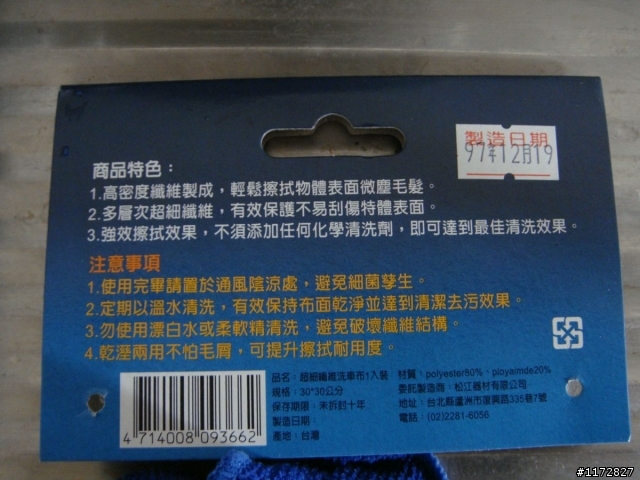 製造日期
97年12月19
商品特色：
1.高密度纖維製成，輕鬆擦拭物體表面微塵毛髮。
2.多層次超細纖維，有效保護不易刮傷特體表面。
3.強效擦拭效果，不須添加任何化學清洗劑，即可達到最佳清洗效果。
注意事項
1.使用完畢請置於通風陰涼處，避免細菌孳生。
2.定期以溫水清洗，有效保持布面乾淨並達到清潔去污效果。
3.勿使用漂白水或柔軟精清洗，避免破壞纖維結構。
4.乾溼兩用不怕毛屑，可提升擦拭耐用度。
品名：超細纖維洗車布1入裝
規格：30*30公分
保存期限：未拆封十年
製造日期：
產地：台灣
材質：polyester80%、ployaimde20%
委託製造商：松江器材有限公司
地址：台北縣蘆洲市復興路335巷7號
電話：(02)2281-6056
4 714008 093662
#1172827